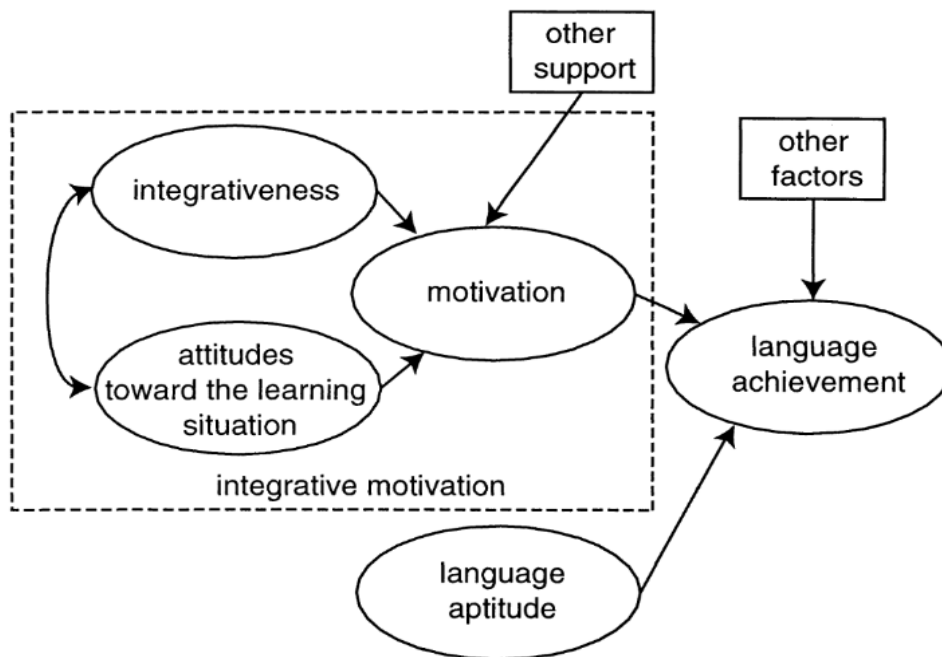 other
support
other
factors
integrativeness
motivation
attitudes
toward the learning
situation
language
achievement
integrative motivation
language
aptitude